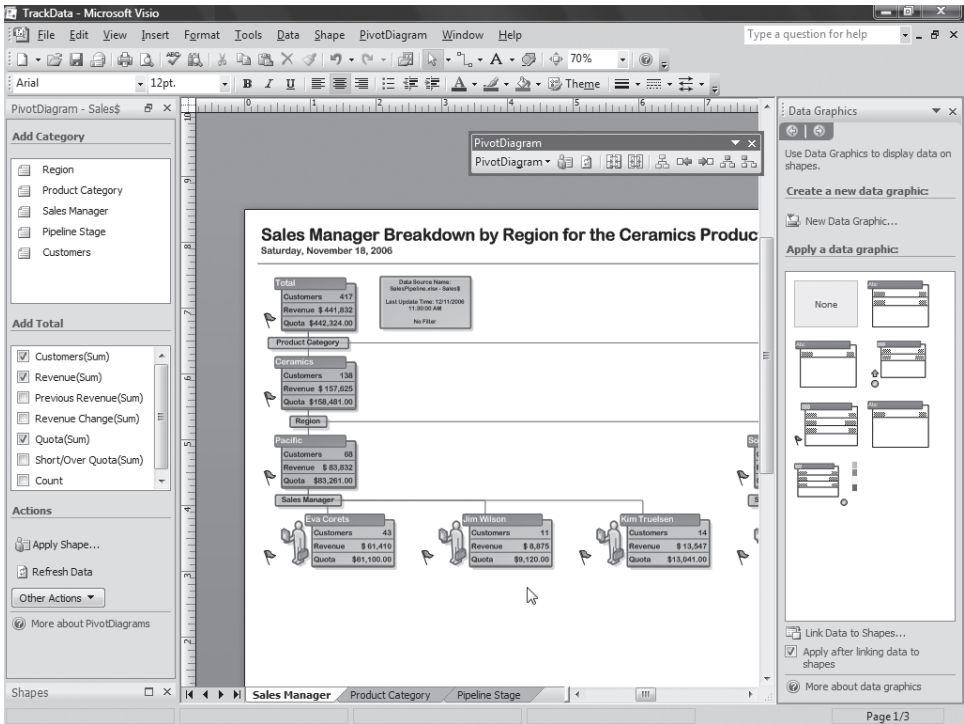 TrackData - Microsoft Visio
File Edit View Insert Format Tools Data Shape PivotDiagram Window Help
Type a question for help
70%
Arial 12pt. B I U Theme
PivotDiagram - Sales$
Add Category
Region
Product Category
Sales Manager
Pipeline Stage
Customers
Add Total
Customers(Sum)
Revenue(Sum)
Previous Revenue(Sum)
Revenue Change(Sum)
Quota(Sum)
Short/Over Quota(Sum)
Count
Actions
Apply Shape...
Refresh Data
Other Actions
More about PivotDiagrams
Shapes
PivotDiagram
PivotDiagram
Sales Manager Breakdown by Region for the Ceramics Produc
Saturday, November 18, 2006
Total
Customers 417
Revenue $ 441,832
Quota $442,324.00
Data Source Name:
SalesPipeline.xlsx - Sales$
Last Update Time: 12/11/2006
11:30:00 AM
No Filter
Product Category
Ceramics
Customers 138
Revenue $ 157,625
Quota $158,481.00
Region
Pacific
Customers 68
Revenue $ 83,832
Quota $83,261.00
So
Sales Manager
Eva Corets
Customers 43
Revenue $ 61,410
Quota $61,100.00
Jim Wilson
Customers 11
Revenue $ 8,875
Quota $9,120.00
Kim Truelsen
Customers 14
Revenue $ 13,547
Quota $13,041.00
Sales Manager Product Category Pipeline Stage
Data Graphics
Use Data Graphics to display data on
shapes.
Create a new data graphic:
New Data Graphic...
Apply a data graphic:
None
Abc
Abc
Abc
Link Data to Shapes...
Apply after linking data to
shapes
More about data graphics
Page 1/3